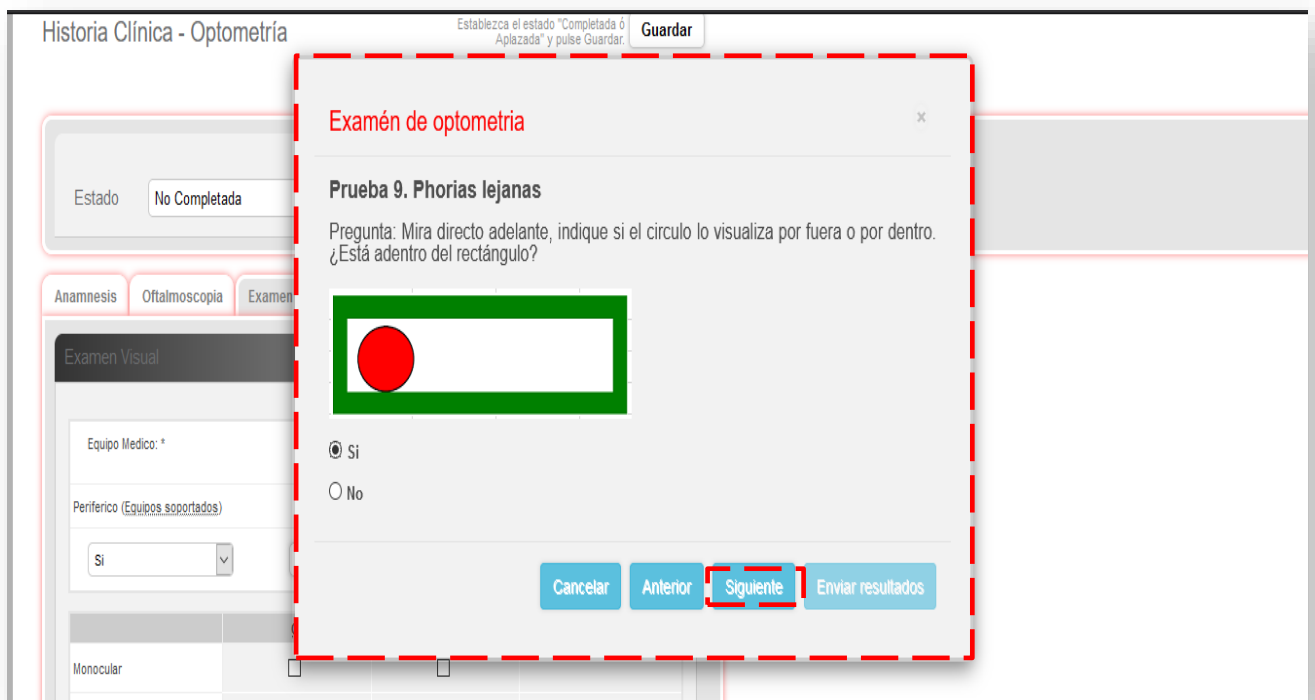 Historia Clínica - Optometría
Establezca el estado "Completada ó
Aplazada" y pulse Guardar.
Guardar
Examén de optometria
×
Estado
No Completada
Prueba 9. Phorias lejanas
Pregunta: Mira directo adelante, indique si el circulo lo visualiza por fuera o por dentro.
¿Está adentro del rectángulo?
Anamnesis
Oftalmoscopia
Examen
Examen Visual
Equipo Medico: *
Periferico (Equipos soportados)
Si
Si
No
Cancelar
Anterior
Siguiente
Enviar resultados
Monocular